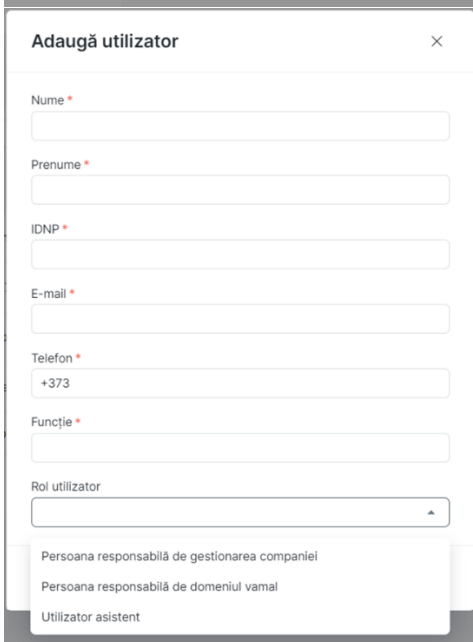 Adaugă utilizator
Nume *
Prenume *
IDNP *
E-mail *
Telefon *
+373
Funcție *
Rol utilizator
Persoana responsabilă de gestionarea companiei
Persoana responsabilă de domeniul vamal
Utilizator asistent